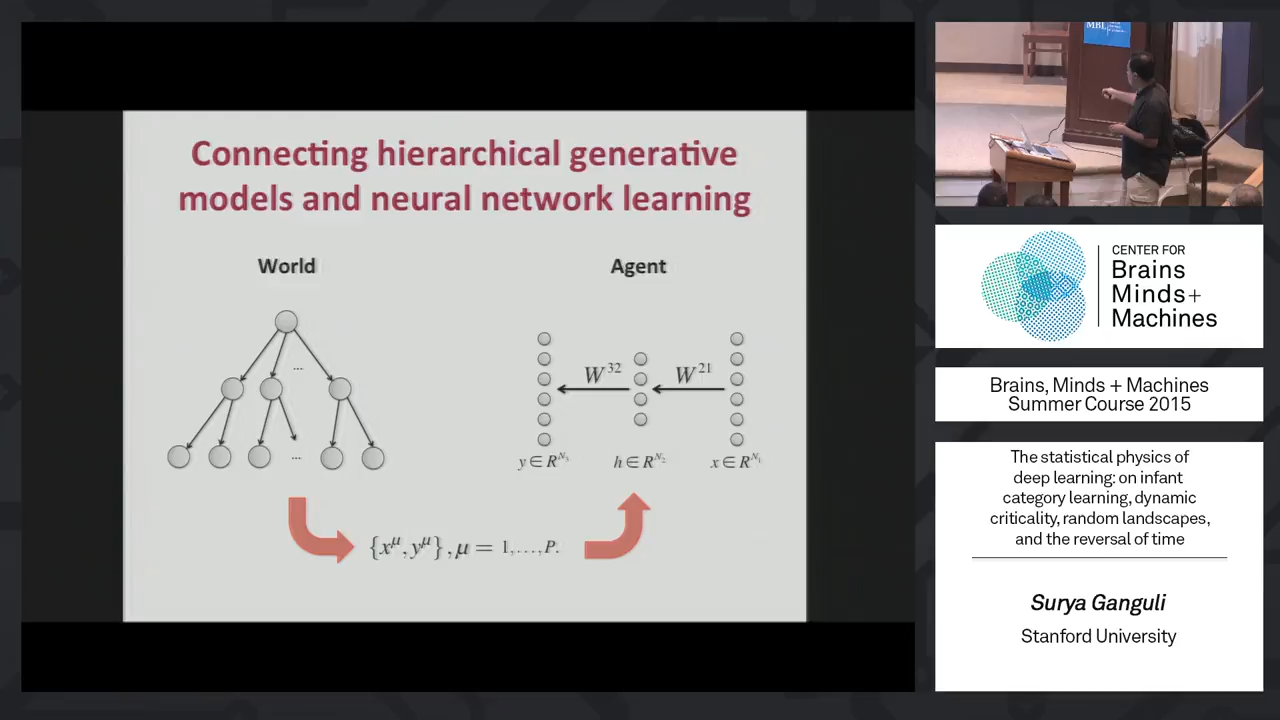 Connecting hierarchical generative
models and neural network learning
World
Agent
...
...
W³²
W²¹
y ∈ R^N₃
h ∈ R^N₂
x ∈ R^N₁
{x^μ, y^μ}, μ = 1,...,P.
MBL
CENTER FOR
Brains
Minds+
Machines
Brains, Minds + Machines
Summer Course 2015
The statistical physics of
deep learning: on infant
category learning, dynamic
criticality, random landscapes,
and the reversal of time
Surya Ganguli
Stanford University